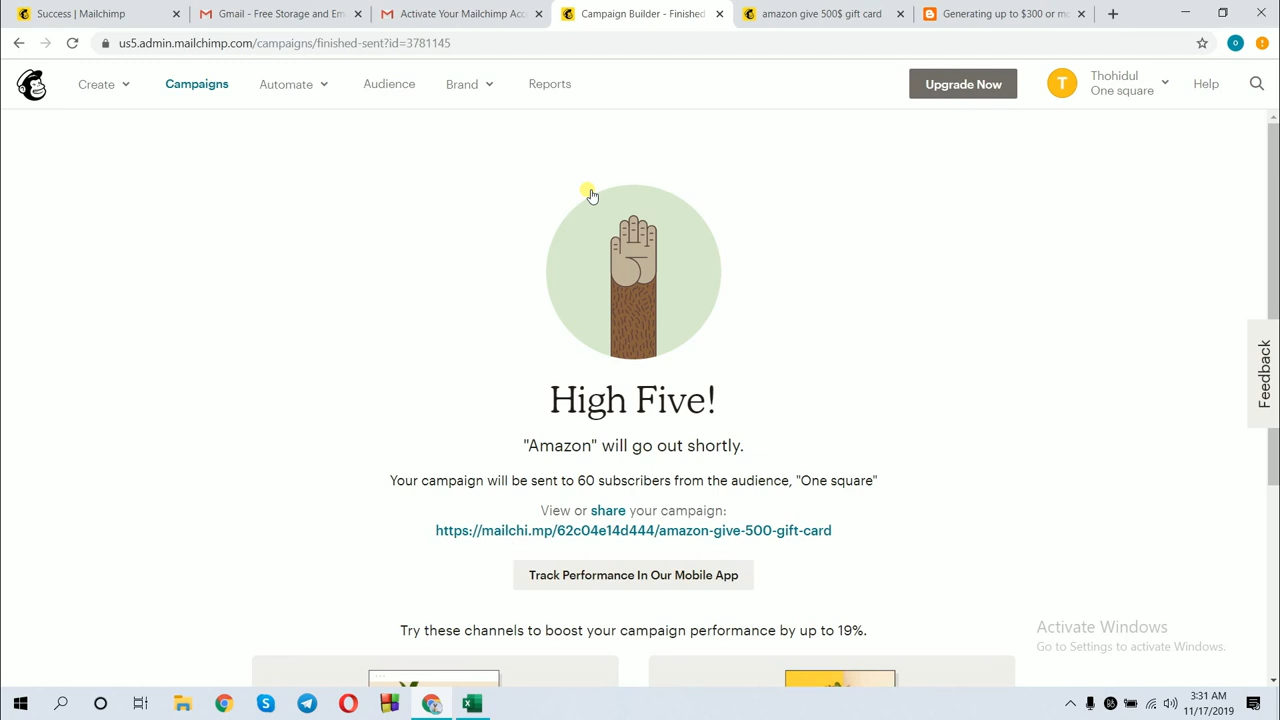 Success | Mailchimp
Gmail - Free Storage and Em
Activate Your Mailchimp Acc
Campaign Builder - Finished
amazon give 500$ gift card
Generating up to $300 or mo
us5.admin.mailchimp.com/campaigns/finished-sent?id=3781145
Create
Campaigns
Automate
Audience
Brand
Reports
Upgrade Now
T
Thohidul
One square
Help
Feedback
High Five!
"Amazon" will go out shortly.
Your campaign will be sent to 60 subscribers from the audience, "One square"
View or share your campaign:
https://mailchi.mp/62c04e14d444/amazon-give-500-gift-card
Track Performance In Our Mobile App
Try these channels to boost your campaign performance by up to 19%.
Activate Windows
Go to Settings to activate Windows.
3:31 AM
11/17/2019